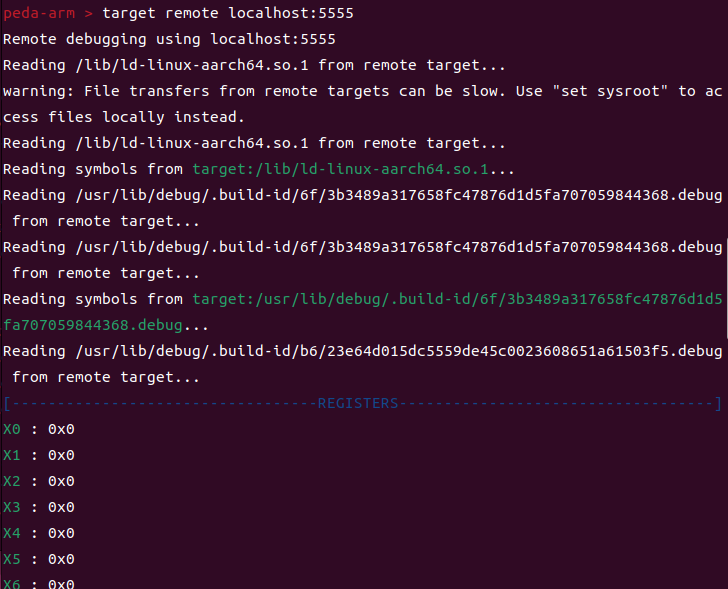 peda-arm > target remote localhost:5555
Remote debugging using localhost:5555
Reading /lib/ld-linux-aarch64.so.1 from remote target...
warning: File transfers from remote targets can be slow. Use "set sysroot" to ac
cess files locally instead.
Reading /lib/ld-linux-aarch64.so.1 from remote target...
Reading symbols from target:/lib/ld-linux-aarch64.so.1...
Reading /usr/lib/debug/.build-id/6f/3b3489a317658fc47876d1d5fa707059844368.debug
 from remote target...
Reading /usr/lib/debug/.build-id/6f/3b3489a317658fc47876d1d5fa707059844368.debug
 from remote target...
Reading symbols from target:/usr/lib/debug/.build-id/6f/3b3489a317658fc47876d1d5
fa707059844368.debug...
Reading /usr/lib/debug/.build-id/b6/23e64d015dc5559de45c0023608651a61503f5.debug
 from remote target...
[----------------------------------REGISTERS-----------------------------------]
X0 : 0x0
X1 : 0x0
X2 : 0x0
X3 : 0x0
X4 : 0x0
X5 : 0x0
X6 : 0x0